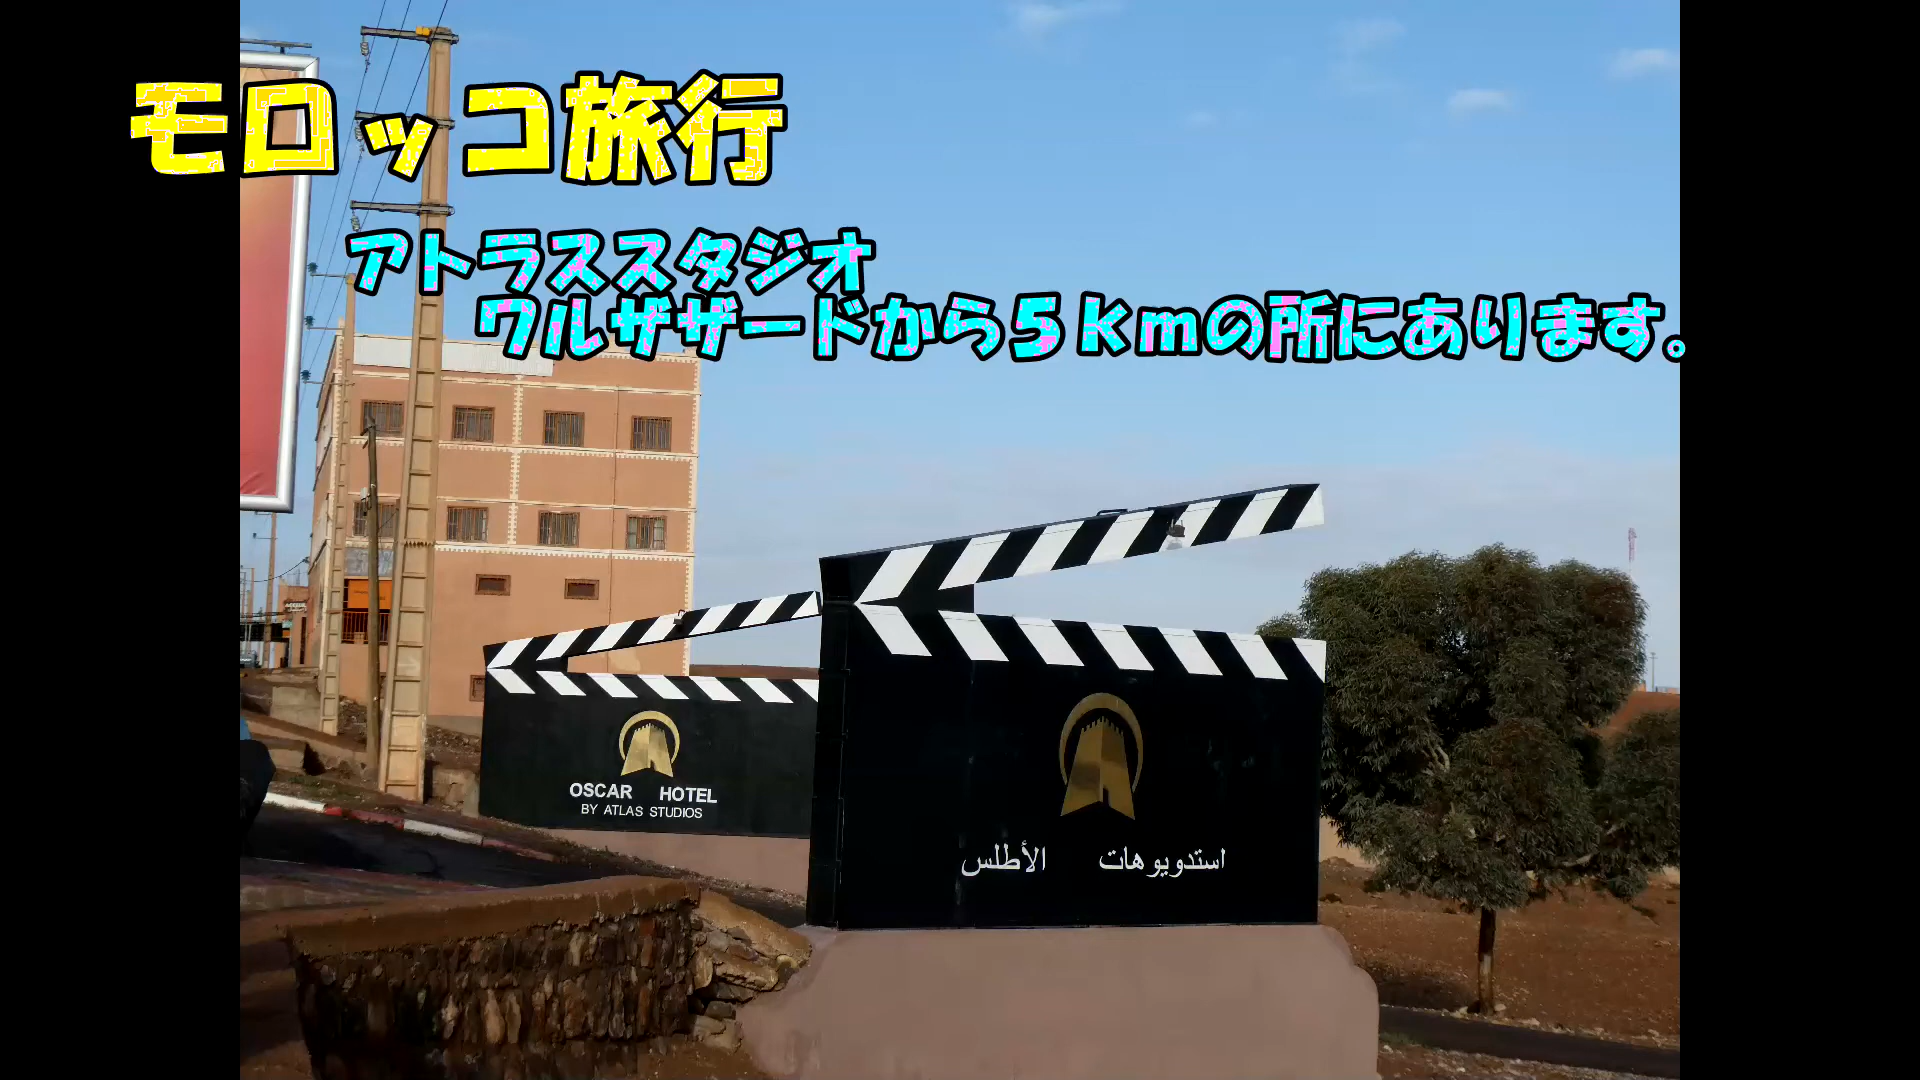 モロッコ旅行
アトラススタジオ
ワルザザードから５ｋｍの所にあります。
OSCAR HOTEL
BY ATLAS STUDIOS
استدويوهات الأطلس